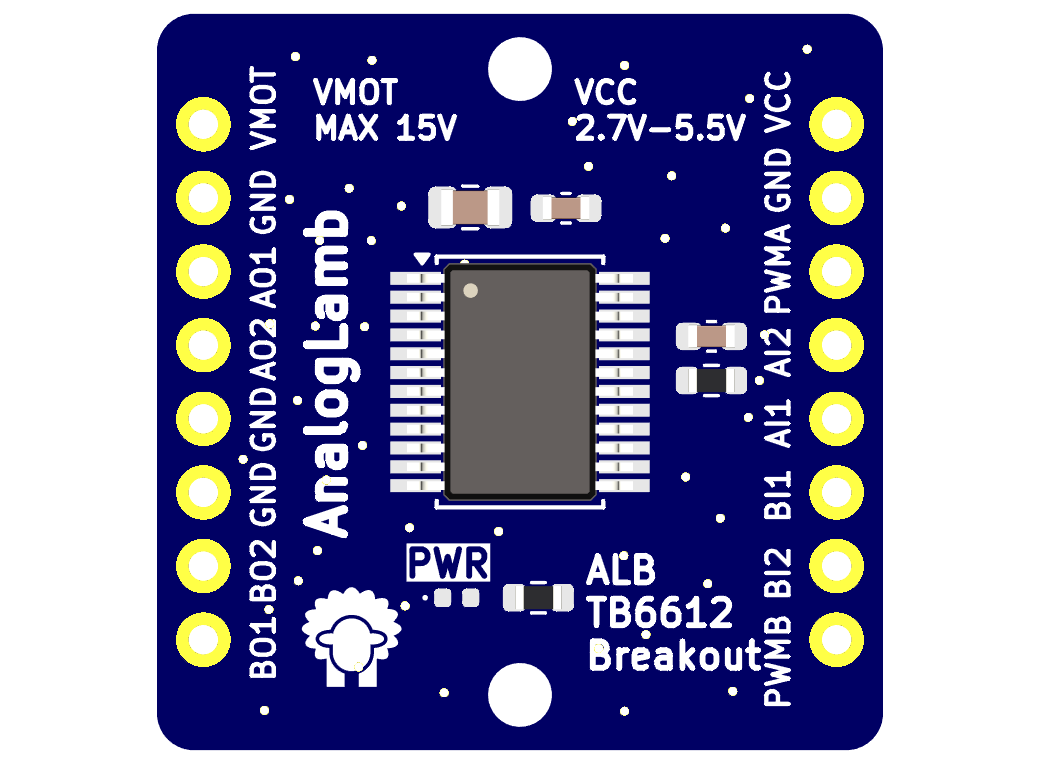 VMOT
MAX 15V
VCC
2.7V-5.5V
VMOT
GND
AO1
AO2
GND
GND
BO2
BO1
AnalogLamb
VCC
GND
PWMA
AI2
AI1
BI1
BI2
PWMB
PWR
ALB
TB6612
Breakout